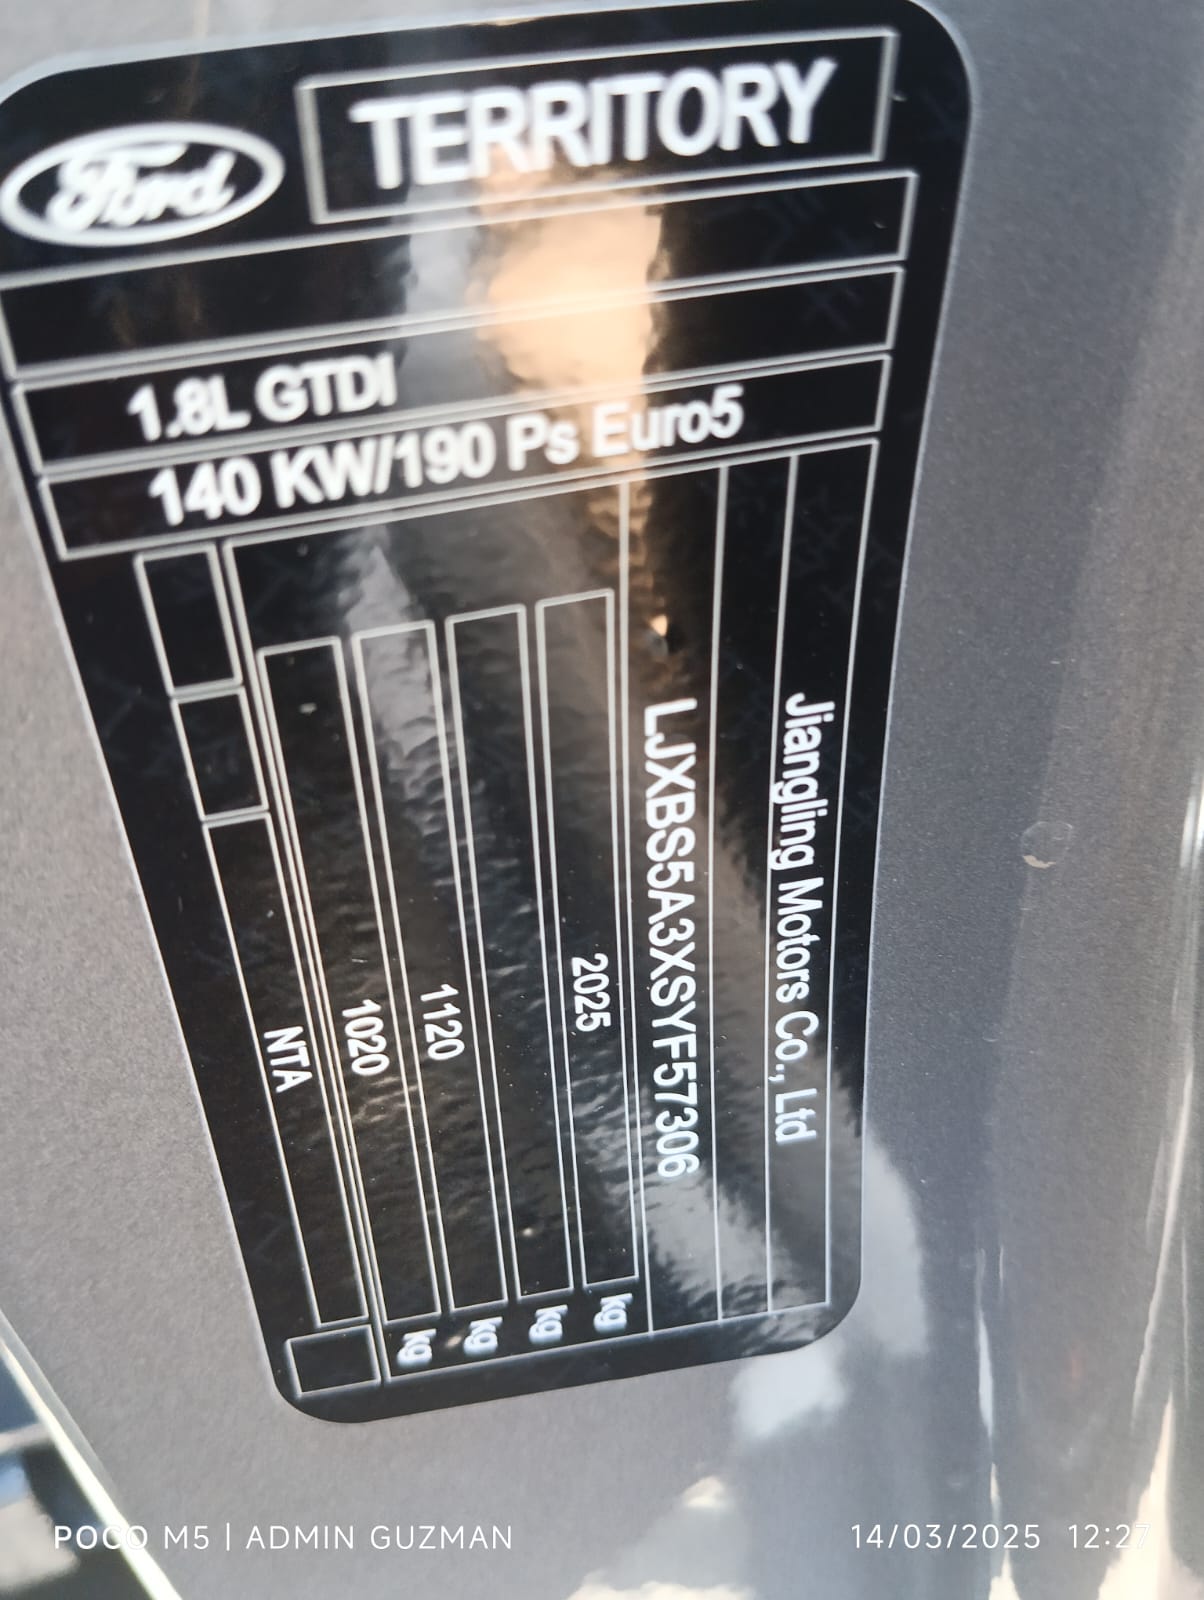 Ford
TERRITORY
1.8L GTDI
140 KW/190 Ps Euro5
Jiangling Motors Co., Ltd
LJXBS5A3XSYF57306
2025 kg
kg
1120 kg
1020 kg
NTA
POCO M5 | ADMIN GUZMAN
14/03/2025 12:27